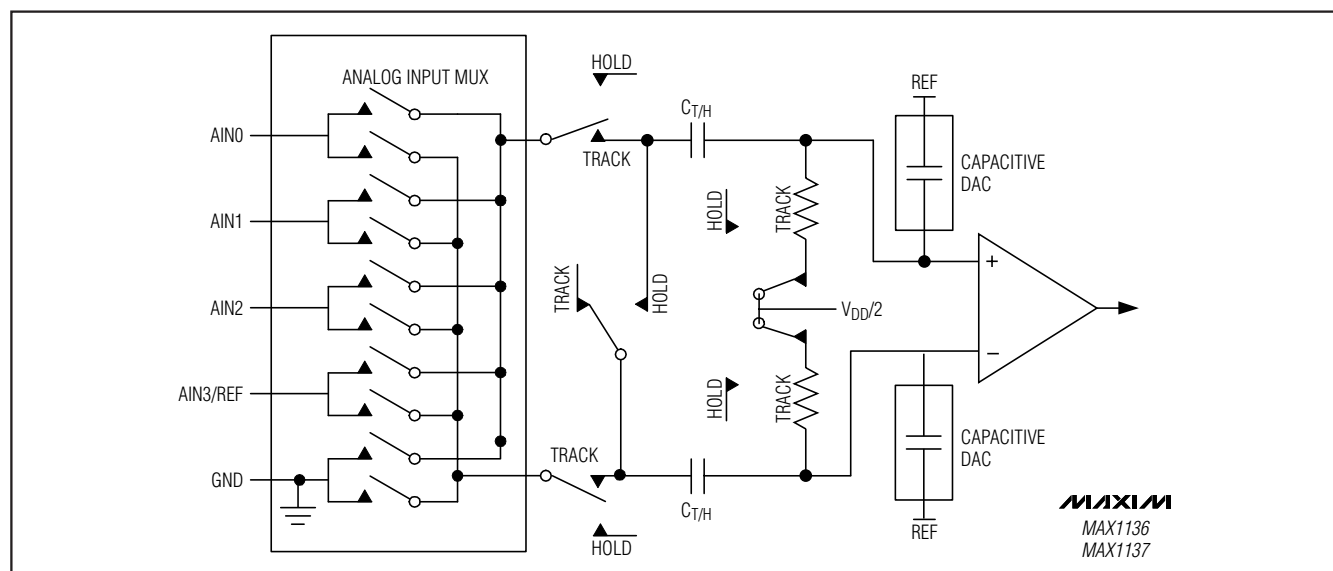 ANALOG INPUT MUX
AIN0
AIN1
AIN2
AIN3/REF
GND
HOLD
TRACK
CT/H
HOLD
TRACK
TRACK
HOLD
VDD/2
HOLD
TRACK
TRACK
CT/H
HOLD
REF
CAPACITIVE
DAC
+
−
CAPACITIVE
DAC
REF
MAXIM
MAX1136
MAX1137